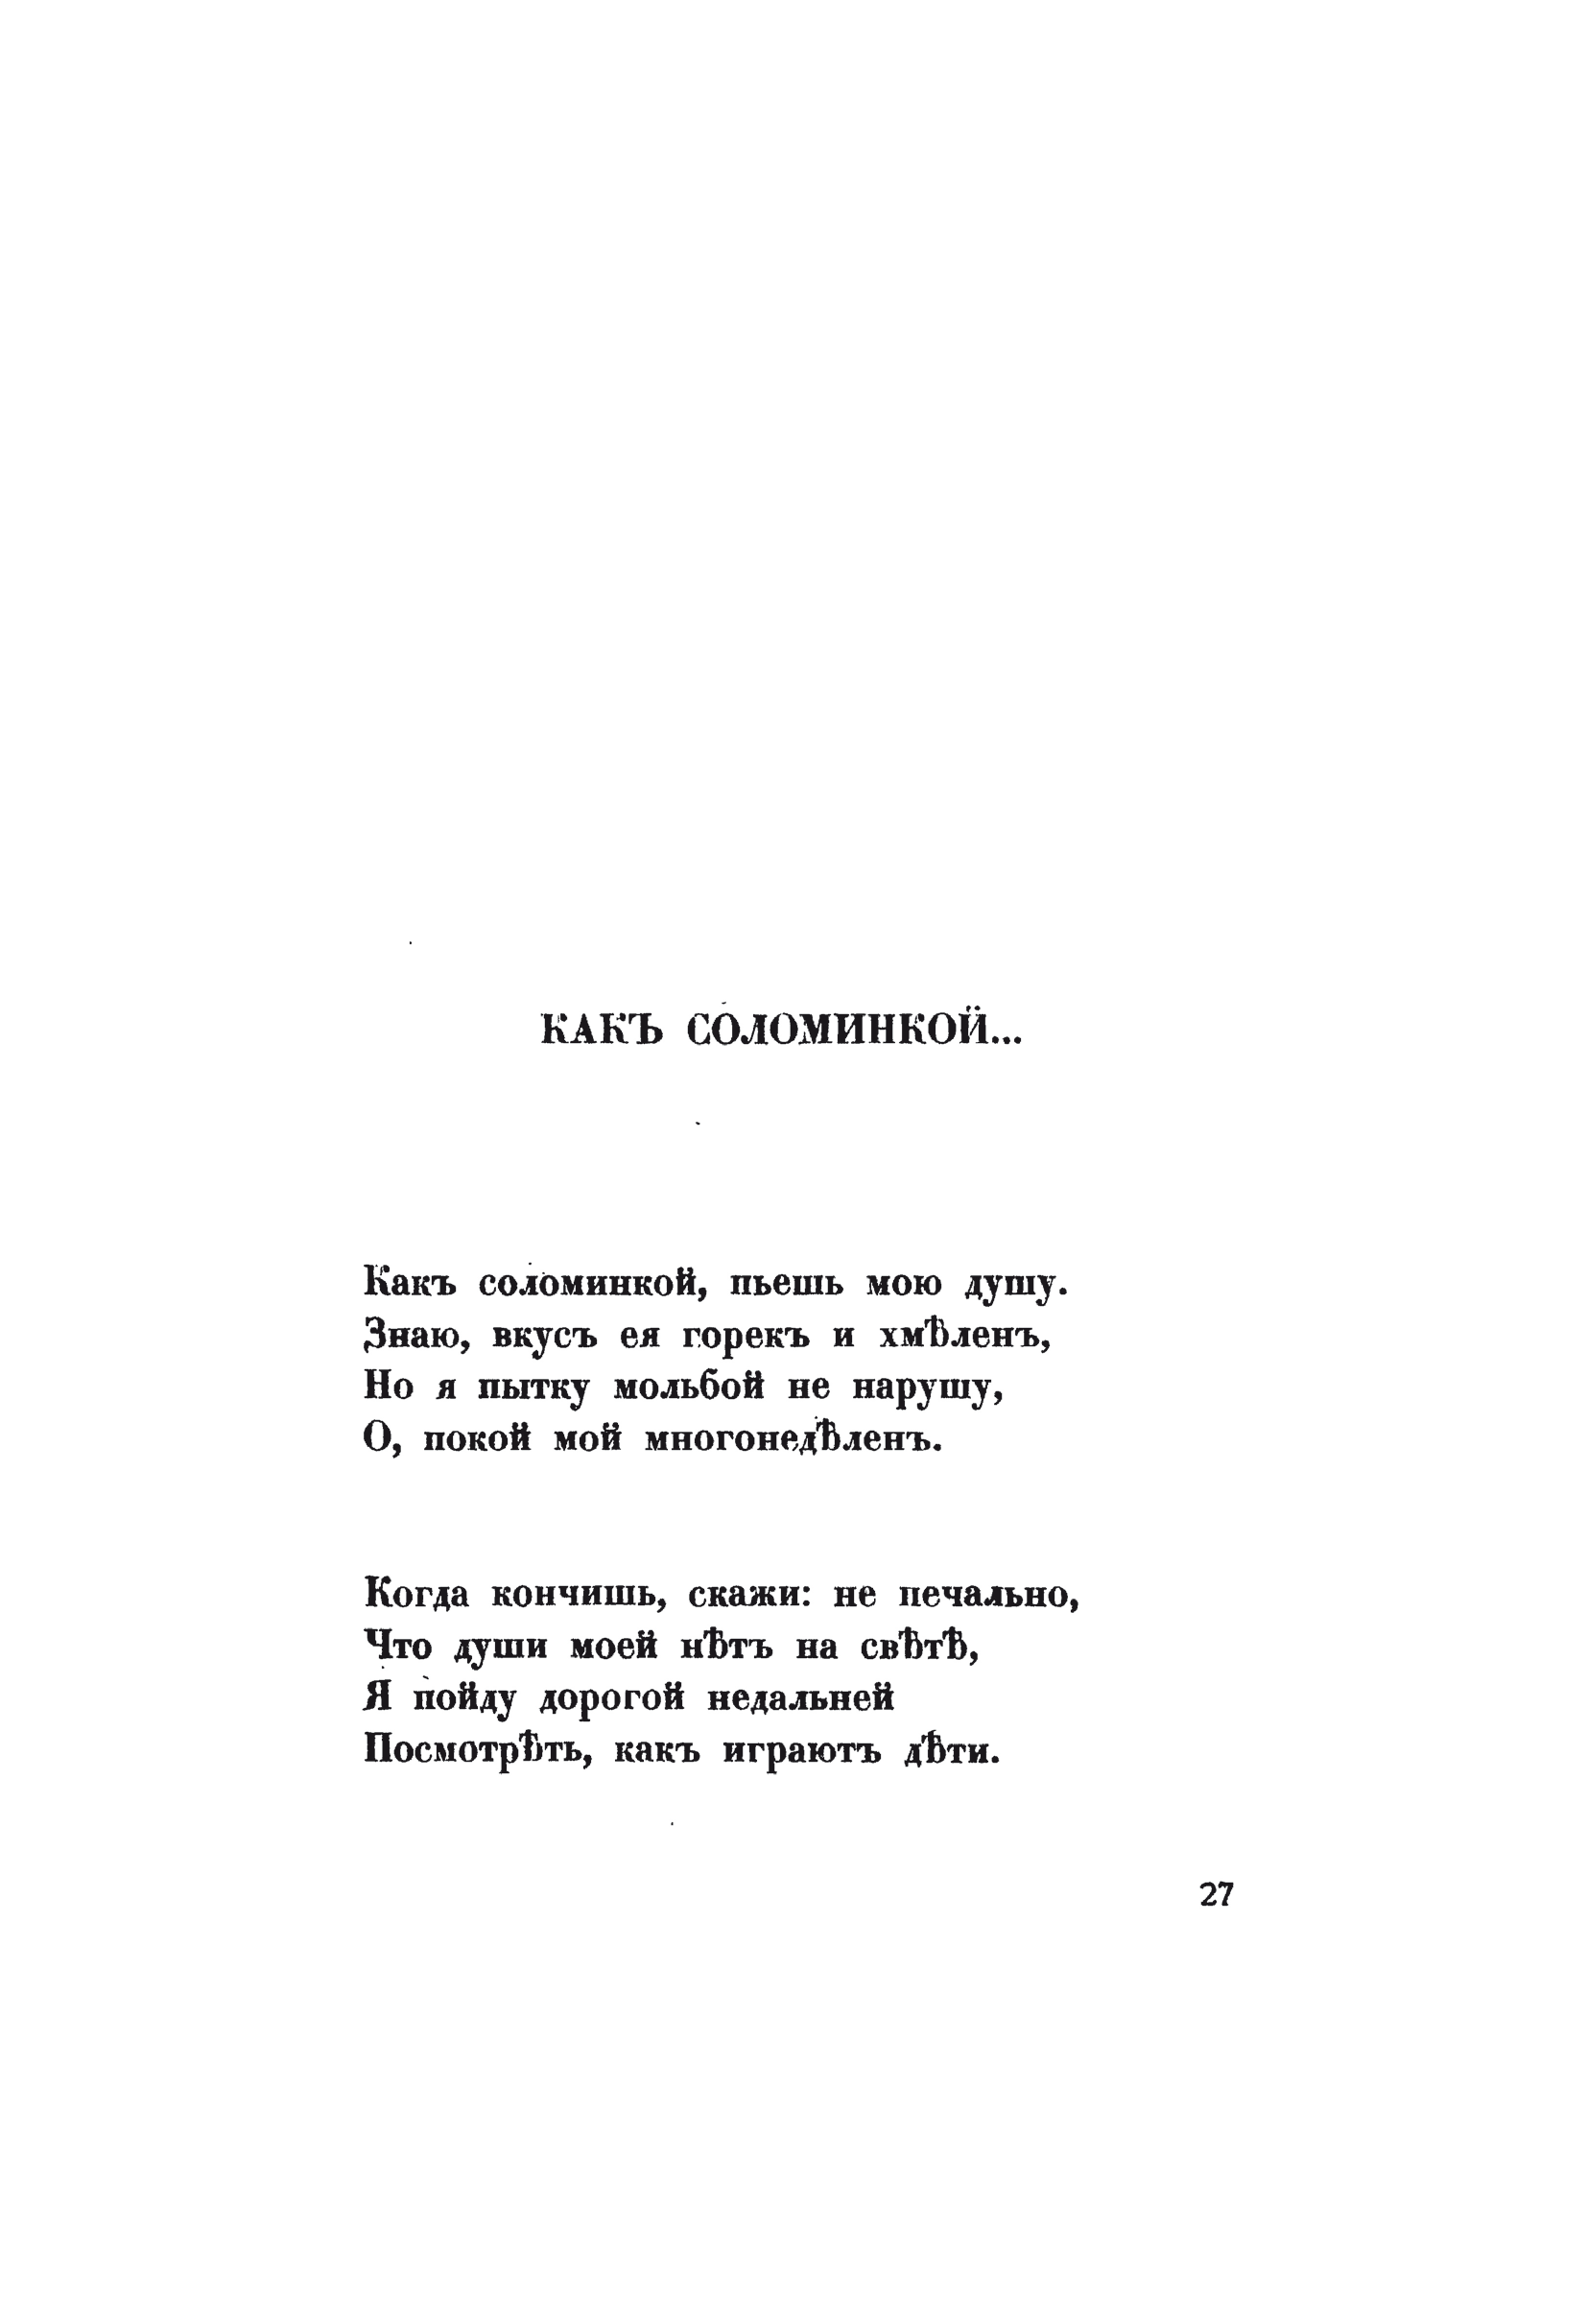 КАКЪ СОЛОМИНКОЙ...
Какъ соломинкой, пьешь мою душу.
Знаю, вкусъ ея горекъ и хмѣленъ,
Но я пытку мольбой не нарушу,
О, покой мой многонедѣленъ.
Когда кончишь, скажи: не печально,
Что души моей нѣтъ на свѣтѣ,
Я пойду дорогой недальней
Посмотрѣть, какъ играютъ дѣти.
27